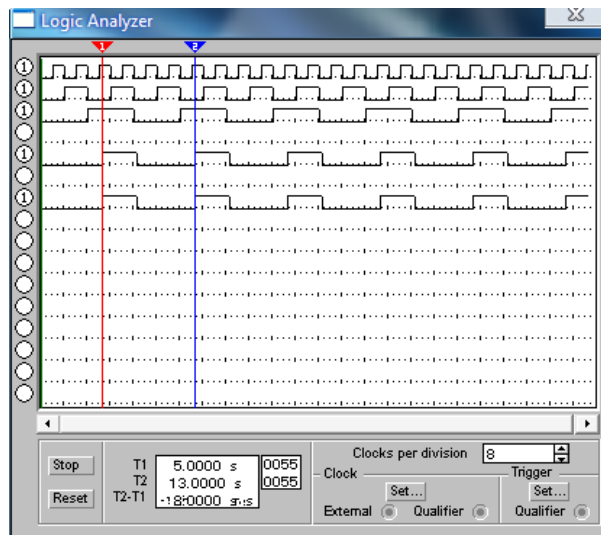 Logic Analyzer
1 2
1
1
1
1
1
Clocks per division 8
Stop T1 5.0000 s 0055
T2 13.0000 s 0055
Reset T2-T1
Clock Trigger
Set... Set...
External Qualifier Qualifier